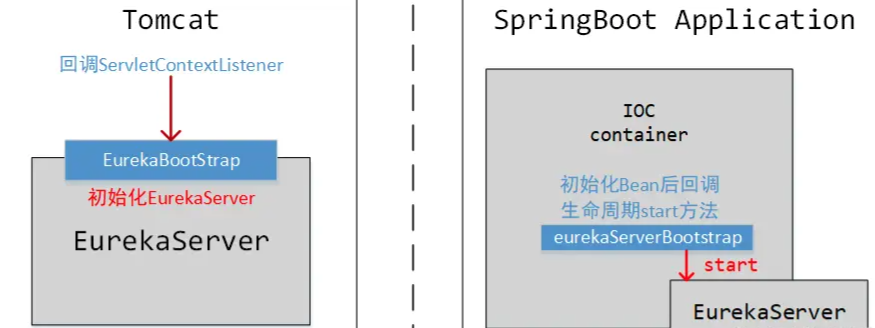 Tomcat
回调ServletContextListener
EurekaBootStrap
初始化EurekaServer
EurekaServer
SpringBoot Application
IOC
container
初始化Bean后回调
生命周期start方法
eurekaServerBootstrap
start
EurekaServer